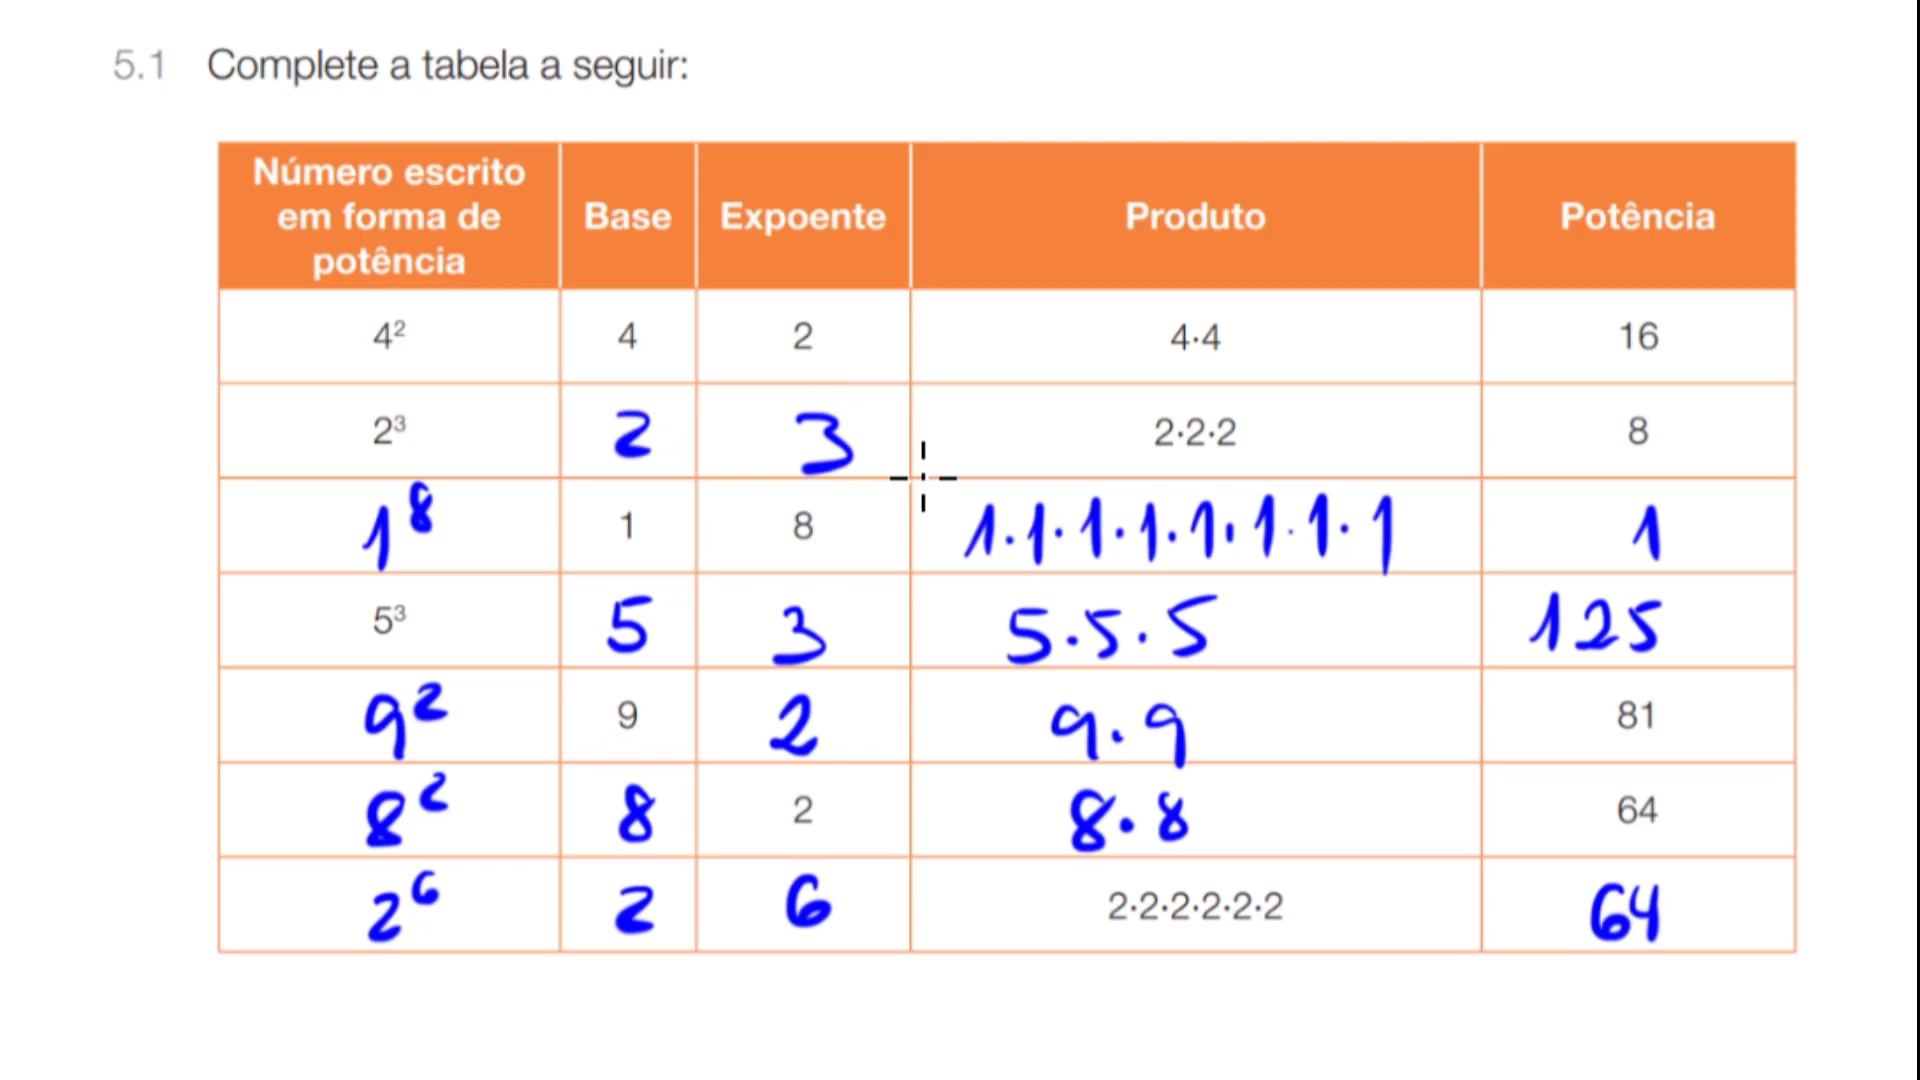 5.1 Complete a tabela a seguir:
Número escrito em forma de potência Base Expoente Produto Potência
4² 4 2 4·4 16
2³ 2 3 2·2·2 8
1⁸ 1 8 1·1·1·1·1·1·1·1 1
5³ 5 3 5·5·5 125
9² 9 2 9·9 81
8² 8 2 8·8 64
2⁶ 2 6 2·2·2·2·2·2 64